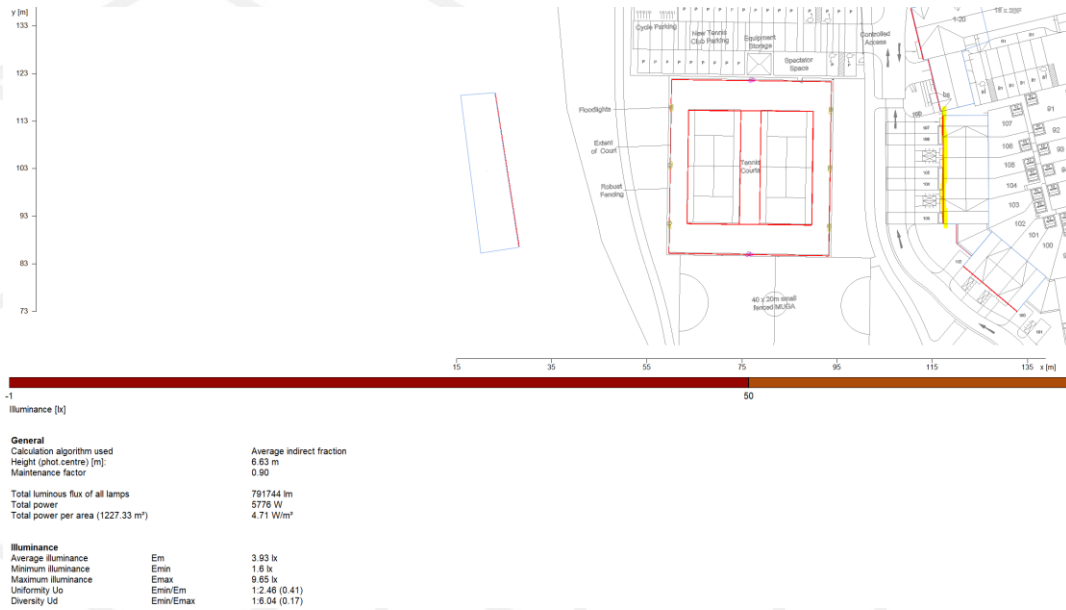 y [m]
133
123
113
103
93
83
73
Cycle Parking
New Tennis
Club Parking
Equipment
Storage
Spectator
Space
Controlled
Access
1-20
Floodlights
Extent
of Court
Robust
Fencing
Tennis
Courts
40 x 20m small
fenced MUGA
107
106
105
104
103
102
101
100
91
92
93
15 35 55 75 95 115 135 x [m]
-1 50
Illuminance [lx]
General
Calculation algorithm used Average indirect fraction
Height (phot.centre) [m]: 6.63 m
Maintenance factor 0.90
Total luminous flux of all lamps 791744 lm
Total power 5776 W
Total power per area (1227.33 m²) 4.71 W/m²
Illuminance
Average illuminance Em 3.93 lx
Minimum illuminance Emin 1.6 lx
Maximum illuminance Emax 9.65 lx
Uniformity Uo Emin/Em 1:2.46 (0.41)
Diversity Ud Emin/Emax 1:6.04 (0.17)